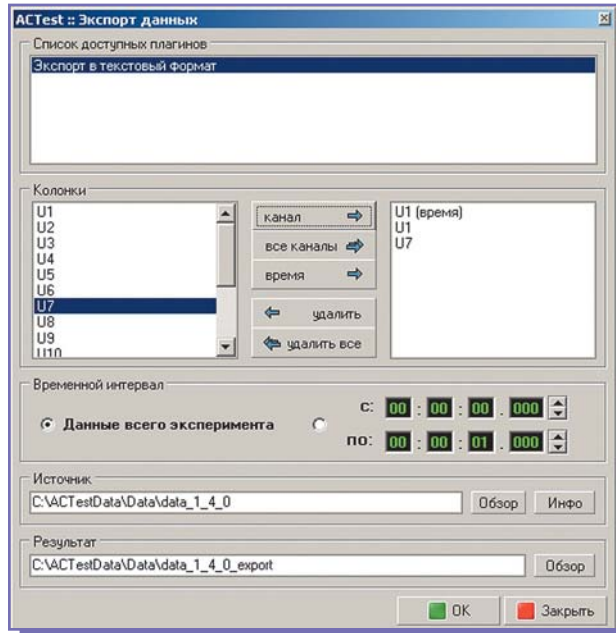 ACTest :: Экспорт данных
Список доступных плагинов
Экспорт в текстовый формат
Колонки
U1
U2
U3
U4
U5
U6
U7
U8
U9
U10
канал
все каналы
время
удалить
удалить все
U1 (время)
U1
U7
Временной интервал
Данные всего эксперимента
с: 00 : 00 : 00 . 000
по: 00 : 00 : 01 . 000
Источник
C:\ACTestData\Data\data_1_4_0 Обзор Инфо
Результат
C:\ACTestData\Data\data_1_4_0_export Обзор
OK Закрыть